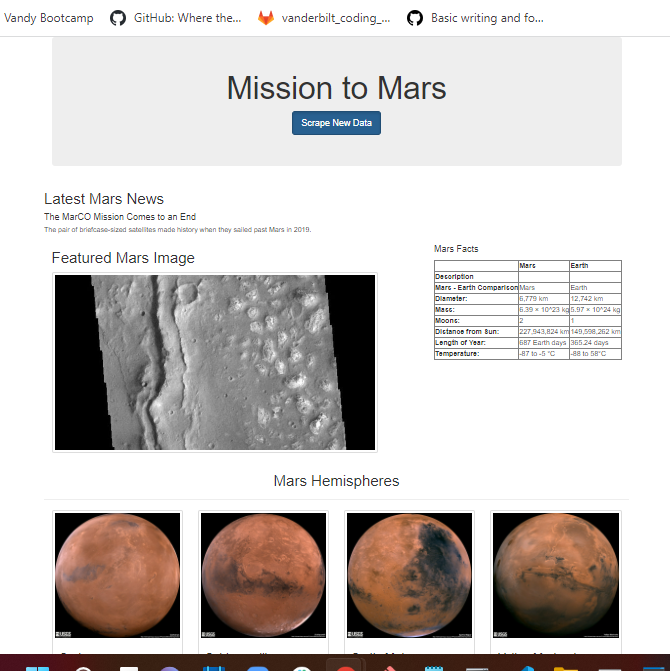 Vandy Bootcamp GitHub: Where the... vanderbilt_coding_... Basic writing and fo...
Mission to Mars
Scrape New Data
Latest Mars News
The MarCO Mission Comes to an End
The pair of briefcase-sized satellites made history when they sailed past Mars in 2019.
Featured Mars Image
Mars Facts
Mars Earth
Description
Mars - Earth Comparison Mars Earth
Diameter: 6,779 km 12,742 km
Mass: 6.39 × 10^23 kg 5.97 × 10^24 kg
Moons: 2 1
Distance from Sun: 227,943,824 km 149,598,262 km
Length of Year: 687 Earth days 365.24 days
Temperature: -87 to -5 °C -88 to 58°C
Mars Hemispheres